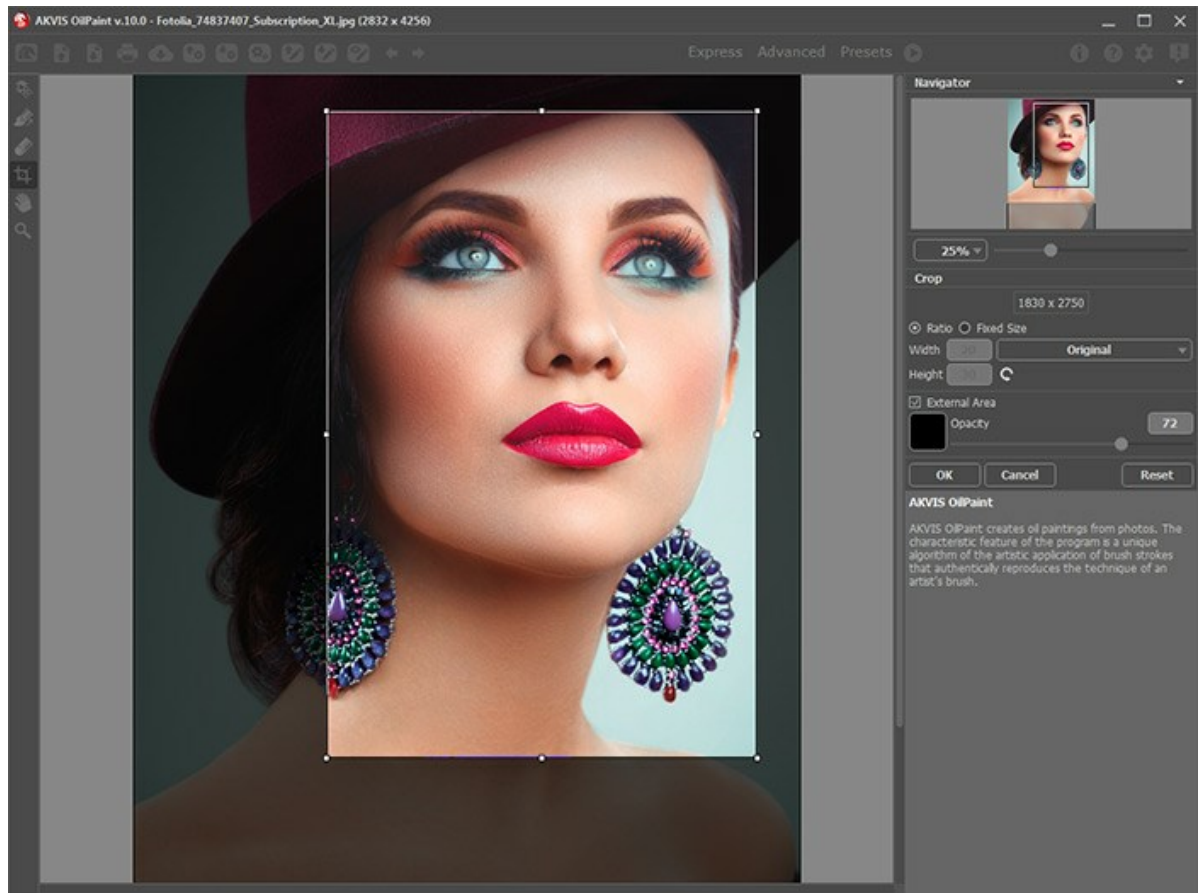 AKVIS OilPaint v.10.0 - Fotolia_74837407_Subscription_XL.jpg (2832 x 4256)
Express Advanced Presets
Navigator
25%
Crop
1830 x 2750
Ratio Fixed Size
Width Original
Height
External Area
Opacity 72
OK Cancel Reset
AKVIS OilPaint
AKVIS OilPaint creates oil paintings from photos. The
characteristic feature of the program is a unique
algorithm of the artistic application of brush strokes
that authentically reproduces the technique of an
artist's brush.